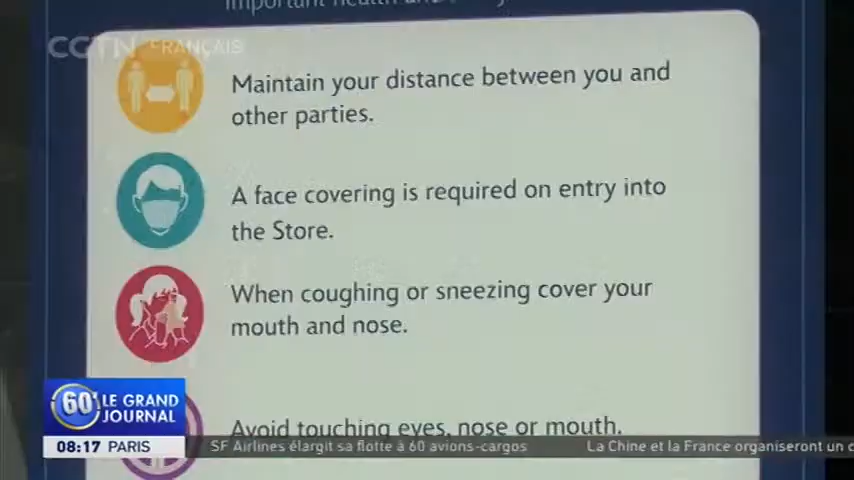 CGTN FRANÇAIS
Maintain your distance between you and
other parties.
A face covering is required on entry into
the Store.
When coughing or sneezing cover your
mouth and nose.
Avoid touching eyes, nose or mouth.
60' LE GRAND
JOURNAL
08:17 PARIS
SF Airlines élargit sa flotte à 60 avions-cargos
La Chine et la France organiseront un